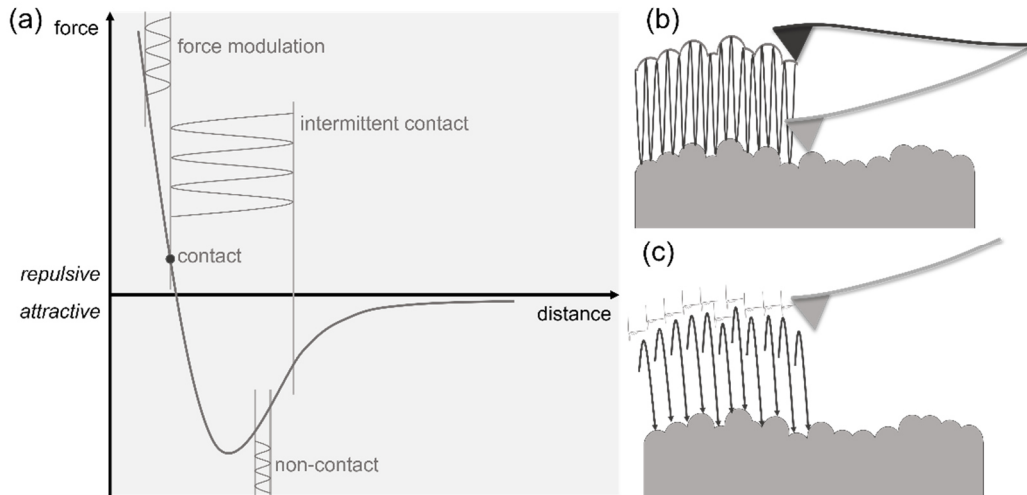 (a)
force
force modulation
intermittent contact
contact
repulsive
attractive
distance
non-contact
(b)
(c)